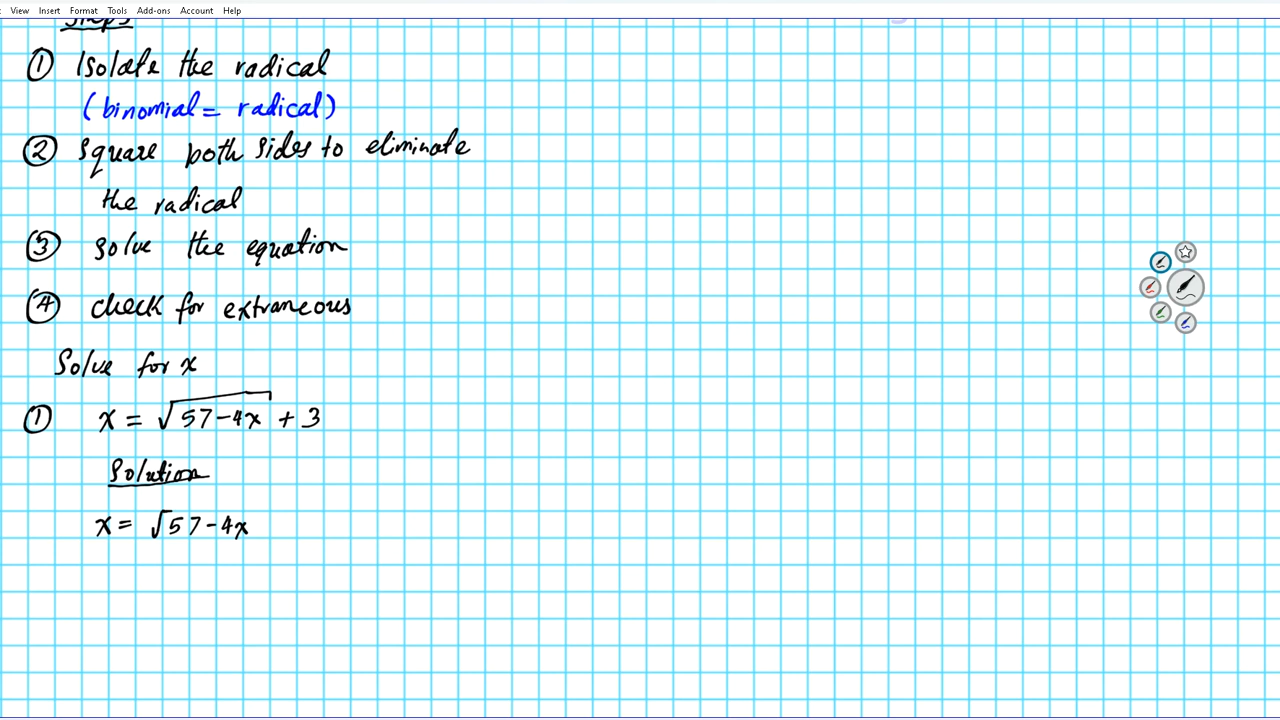 View Insert Format Tools Add-ons Account Help
Steps
① Isolate the radical
(binomial = radical)
② Square both sides to eliminate
the radical
③ solve the equation
④ check for extraneous
Solve for x
① x = √57-4x + 3
Solution
x = √57-4x